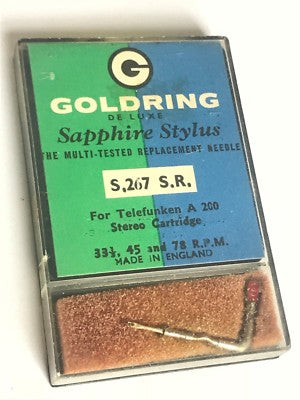 G
GOLDRING
DE LUXE
Sapphire Stylus
THE MULTI-TESTED REPLACEMENT NEEDLE
S.267 S.R.
For Telefunken A 200
Stereo Cartridge
33⅓, 45 and 78 R.P.M.
MADE IN ENGLAND